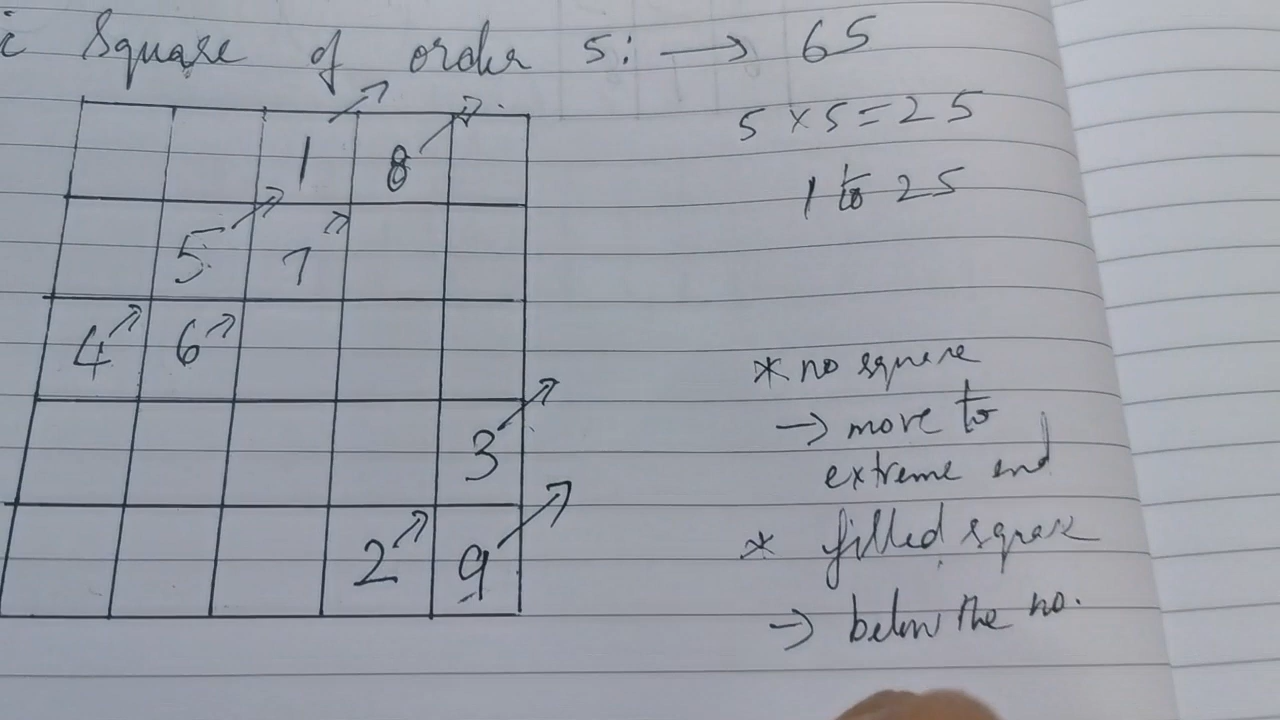 c Square of order 5: → 65
5 × 5 = 25
1 to 25
1 8
5 7
4 6
3
2 9
* no square
→ move to
extreme end
* filled square
→ below the no.